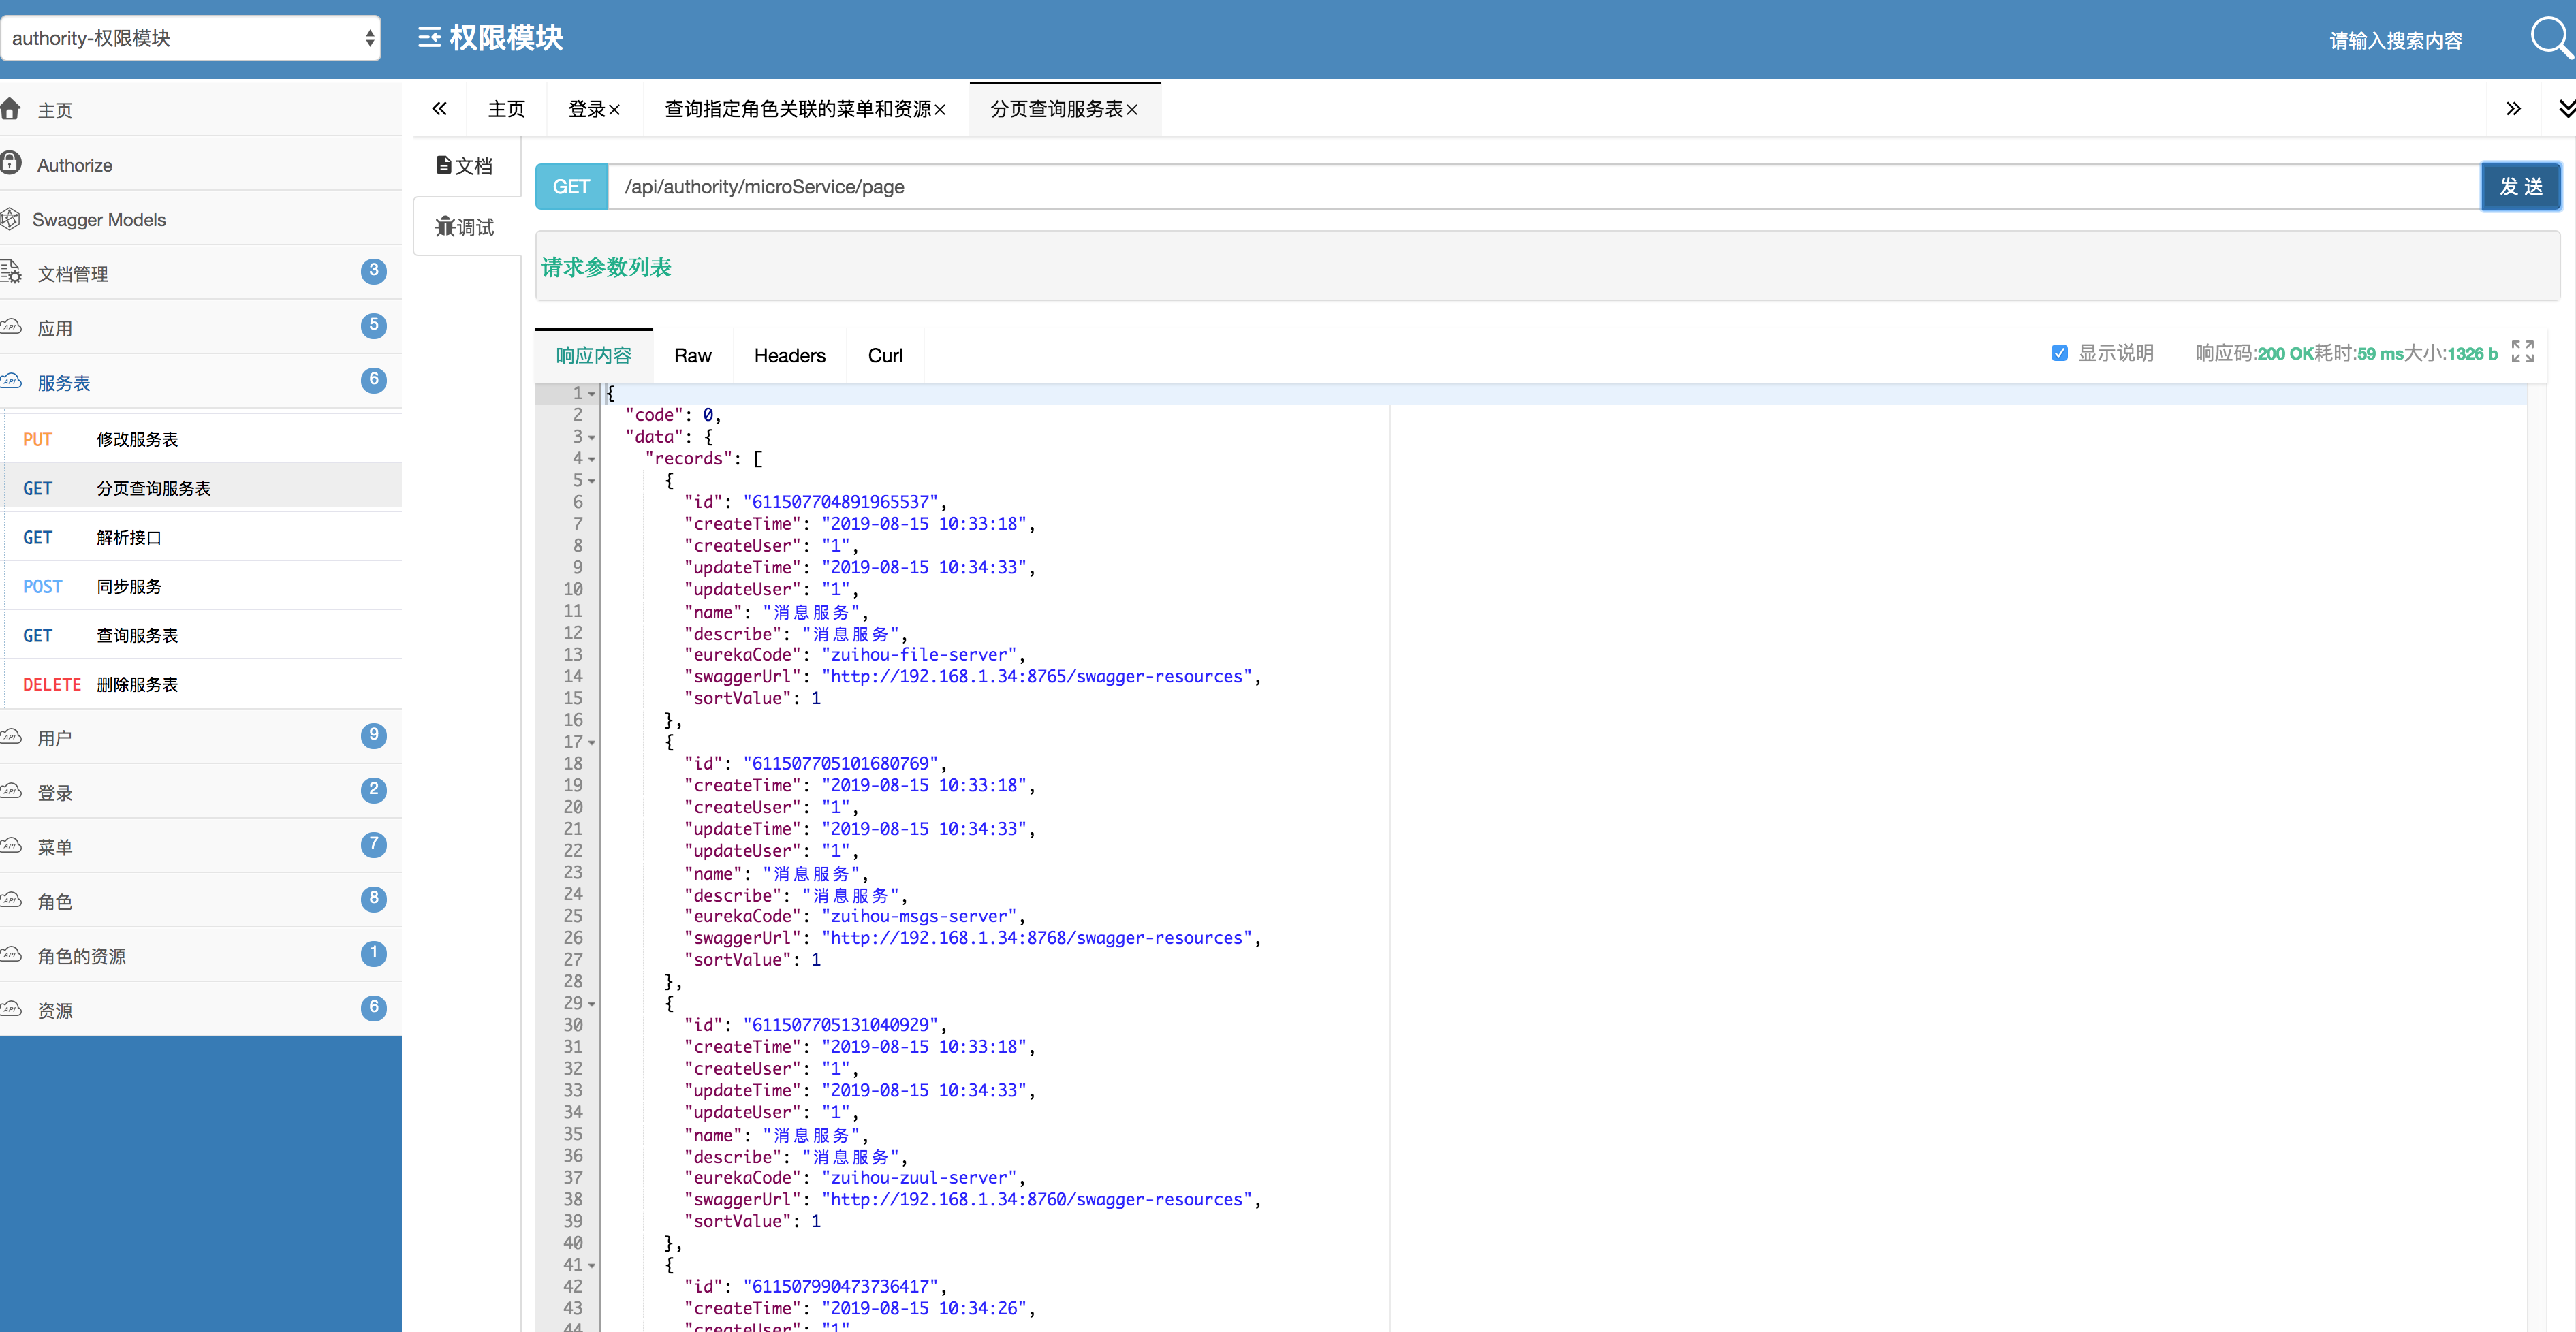 authority-权限模块
权限模块
请输入搜索内容
主页
Authorize
Swagger Models
文档管理 3
应用 5
服务表 6
PUT 修改服务表
GET 分页查询服务表
GET 解析接口
POST 同步服务
GET 查询服务表
DELETE 删除服务表
用户 9
登录 2
菜单 7
角色 8
角色的资源 1
资源 6
主页 登录× 查询指定角色关联的菜单和资源× 分页查询服务表×
文档
调试
GET /api/authority/microService/page 发 送
请求参数列表
响应内容 Raw Headers Curl 显示说明 响应码:200 OK耗时:59 ms大小:1326 b
1 {
2 "code": 0,
3 "data": {
4 "records": [
5 {
6 "id": "611507704891965537",
7 "createTime": "2019-08-15 10:33:18",
8 "createUser": "1",
9 "updateTime": "2019-08-15 10:34:33",
10 "updateUser": "1",
11 "name": "消息服务",
12 "describe": "消息服务",
13 "eurekaCode": "zuihou-file-server",
14 "swaggerUrl": "http://192.168.1.34:8765/swagger-resources",
15 "sortValue": 1
16 },
17 {
18 "id": "611507705101680769",
19 "createTime": "2019-08-15 10:33:18",
20 "createUser": "1",
21 "updateTime": "2019-08-15 10:34:33",
22 "updateUser": "1",
23 "name": "消息服务",
24 "describe": "消息服务",
25 "eurekaCode": "zuihou-msgs-server",
26 "swaggerUrl": "http://192.168.1.34:8768/swagger-resources",
27 "sortValue": 1
28 },
29 {
30 "id": "611507705131040929",
31 "createTime": "2019-08-15 10:33:18",
32 "createUser": "1",
33 "updateTime": "2019-08-15 10:34:33",
34 "updateUser": "1",
35 "name": "消息服务",
36 "describe": "消息服务",
37 "eurekaCode": "zuihou-zuul-server",
38 "swaggerUrl": "http://192.168.1.34:8760/swagger-resources",
39 "sortValue": 1
40 },
41 {
42 "id": "611507990473736417",
43 "createTime": "2019-08-15 10:34:26",
44 "createUser": "1"